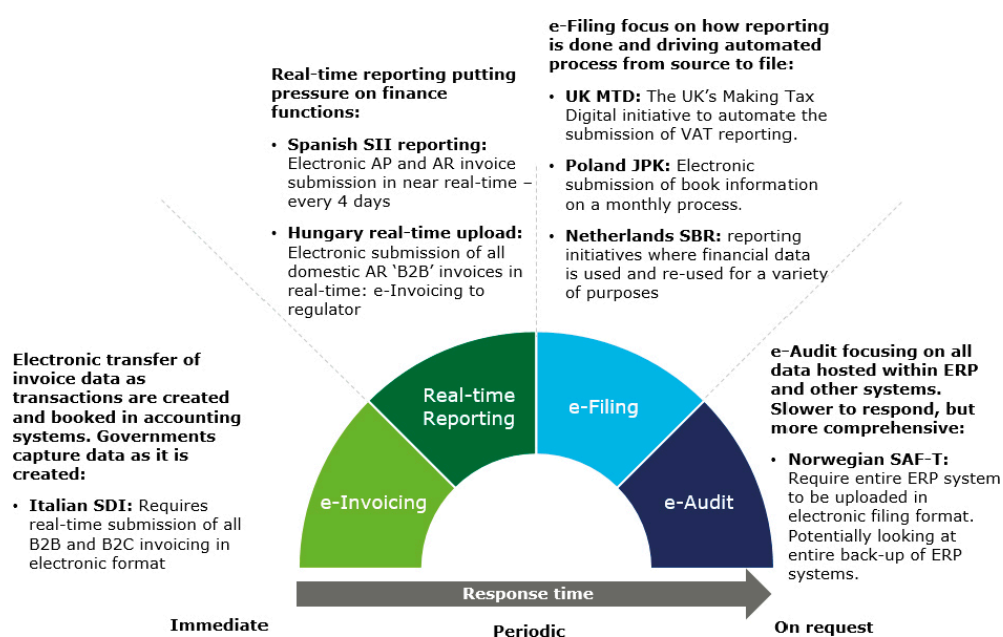 e-Filing focus on how reporting
is done and driving automated
process from source to file:
• UK MTD: The UK’s Making Tax
Digital initiative to automate the
submission of VAT reporting.
• Poland JPK: Electronic
submission of book information
on a monthly process.
• Netherlands SBR: reporting
initiatives where financial data
is used and re-used for a variety
of purposes
Real-time reporting putting
pressure on finance
functions:
• Spanish SII reporting:
Electronic AP and AR invoice
submission in near real-time –
every 4 days
• Hungary real-time upload:
Electronic submission of all
domestic AR ‘B2B’ invoices in
real-time: e-Invoicing to
regulator
Electronic transfer of
invoice data as
transactions are created
and booked in accounting
systems. Governments
capture data as it is
created:
• Italian SDI: Requires
real-time submission of all
B2B and B2C invoicing in
electronic format
e-Audit focusing on all
data hosted within ERP
and other systems.
Slower to respond, but
more comprehensive:
• Norwegian SAF-T:
Require entire ERP system
to be uploaded in
electronic filing format.
Potentially looking at
entire back-up of ERP
systems.
e-Invoicing
Real-time
Reporting
e-Filing
e-Audit
Response time
Immediate
Periodic
On request